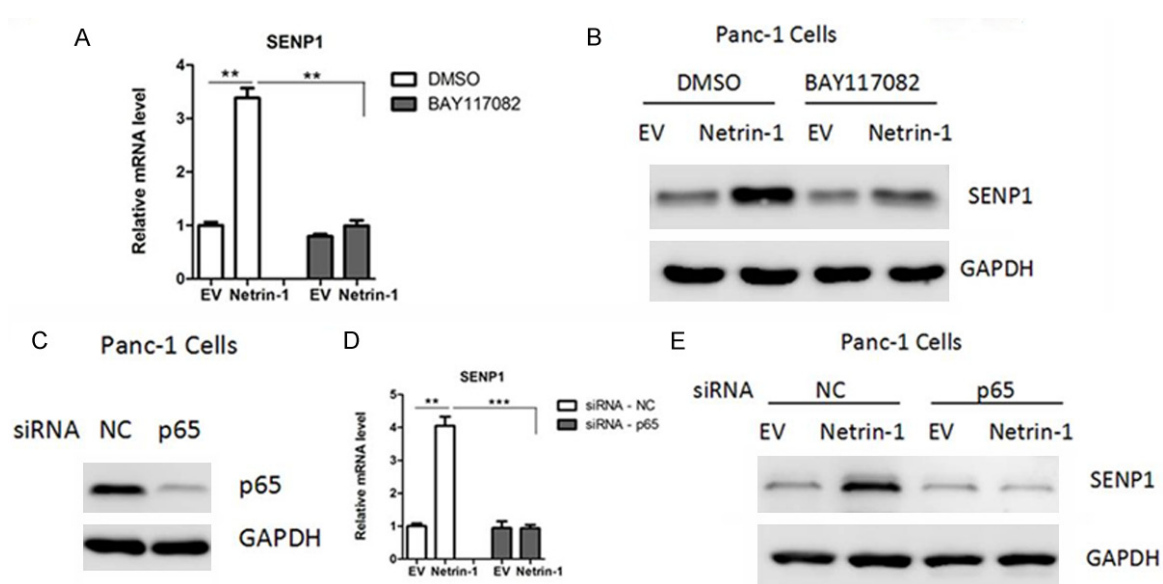 A
SENP1
Relative mRNA level
4
3
2
1
0
** **
DMSO
BAY117082
EV Netrin-1 EV Netrin-1
B
Panc-1 Cells
DMSO BAY117082
EV Netrin-1 EV Netrin-1
SENP1
GAPDH
C
Panc-1 Cells
siRNA NC p65
p65
GAPDH
D
SENP1
Relative mRNA level
5
4
3
2
1
0
** ***
siRNA - NC
siRNA - p65
EV Netrin-1 EV Netrin-1
E
Panc-1 Cells
siRNA NC p65
EV Netrin-1 EV Netrin-1
SENP1
GAPDH